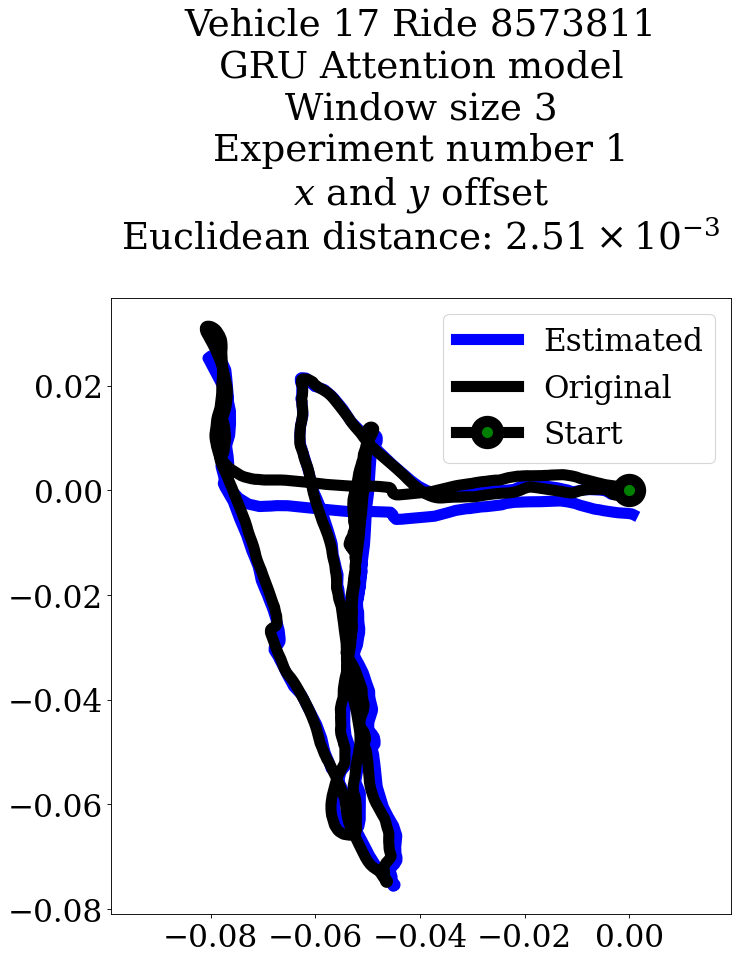 Vehicle 17 Ride 8573811
GRU Attention model
Window size 3
Experiment number 1
x and y offset
Euclidean distance: 2.51 × 10⁻³
Estimated
Original
Start
0.02
0.00
−0.02
−0.04
−0.06
−0.08
−0.08 −0.06 −0.04 −0.02 0.00